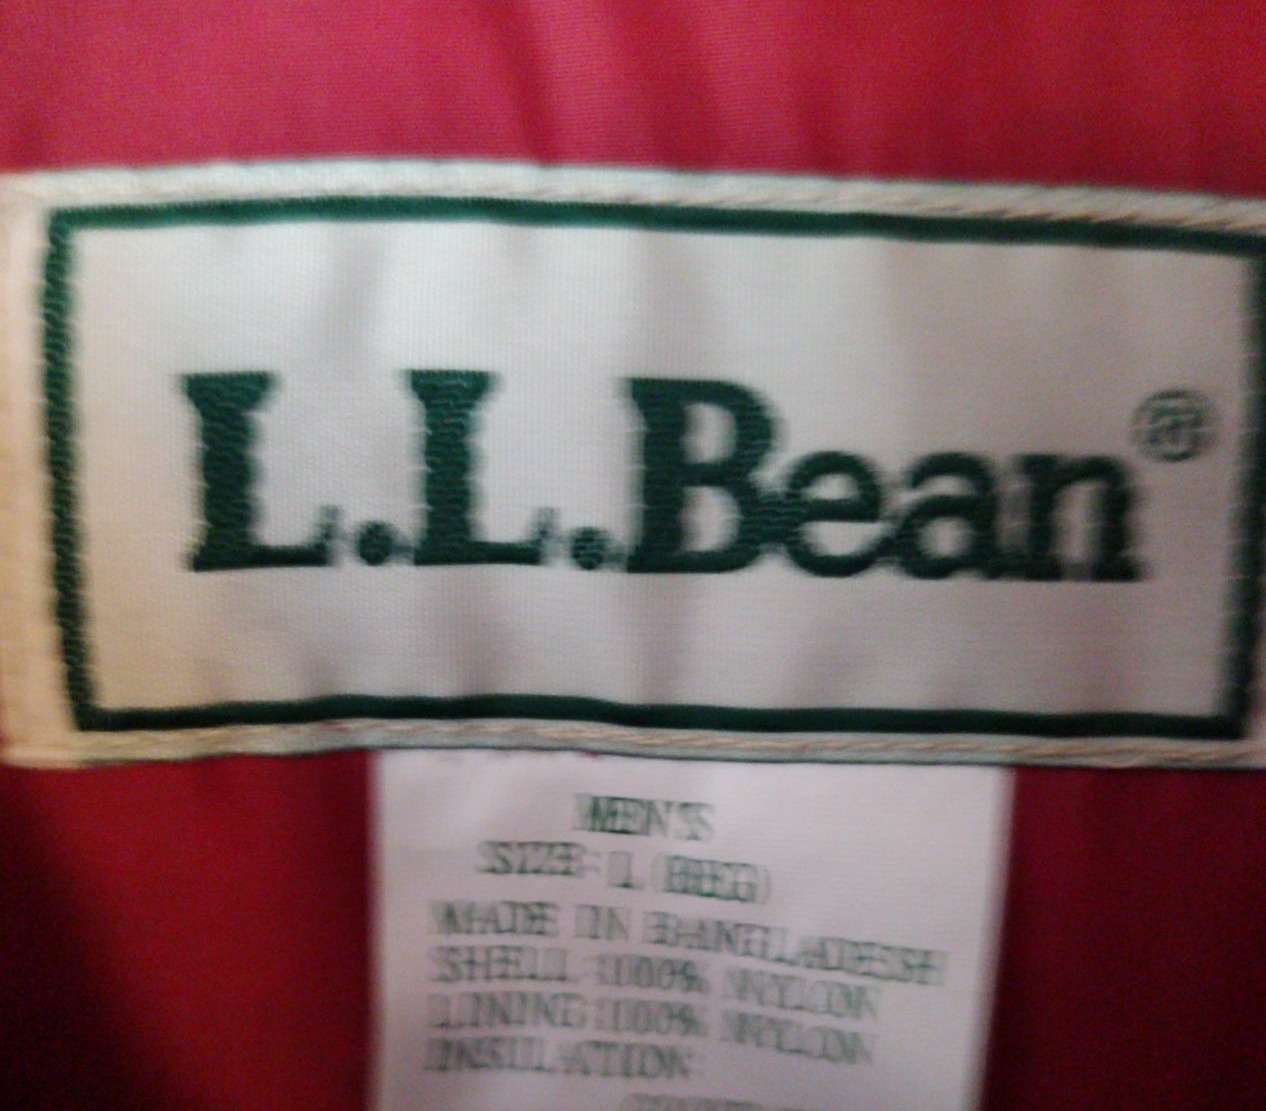 L.L.Bean®
MEN'S
SIZE: L (REG)
MADE IN BANGLADESH
SHELL: 100% NYLON
LINING: 100% NYLON
INSULATION: